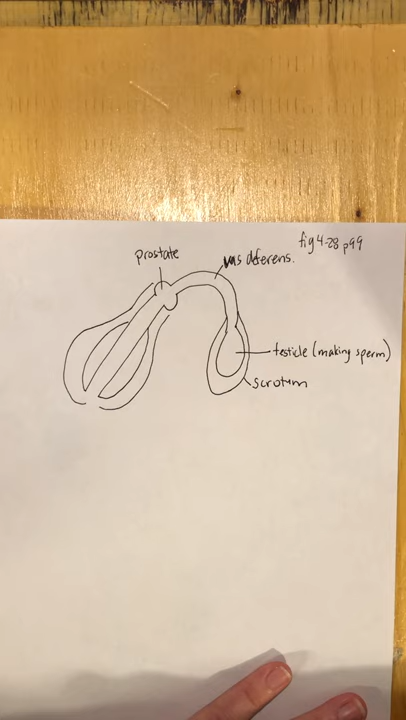 fig 4-28 p99
prostate
vas deferens.
testicle (making sperm)
scrotum